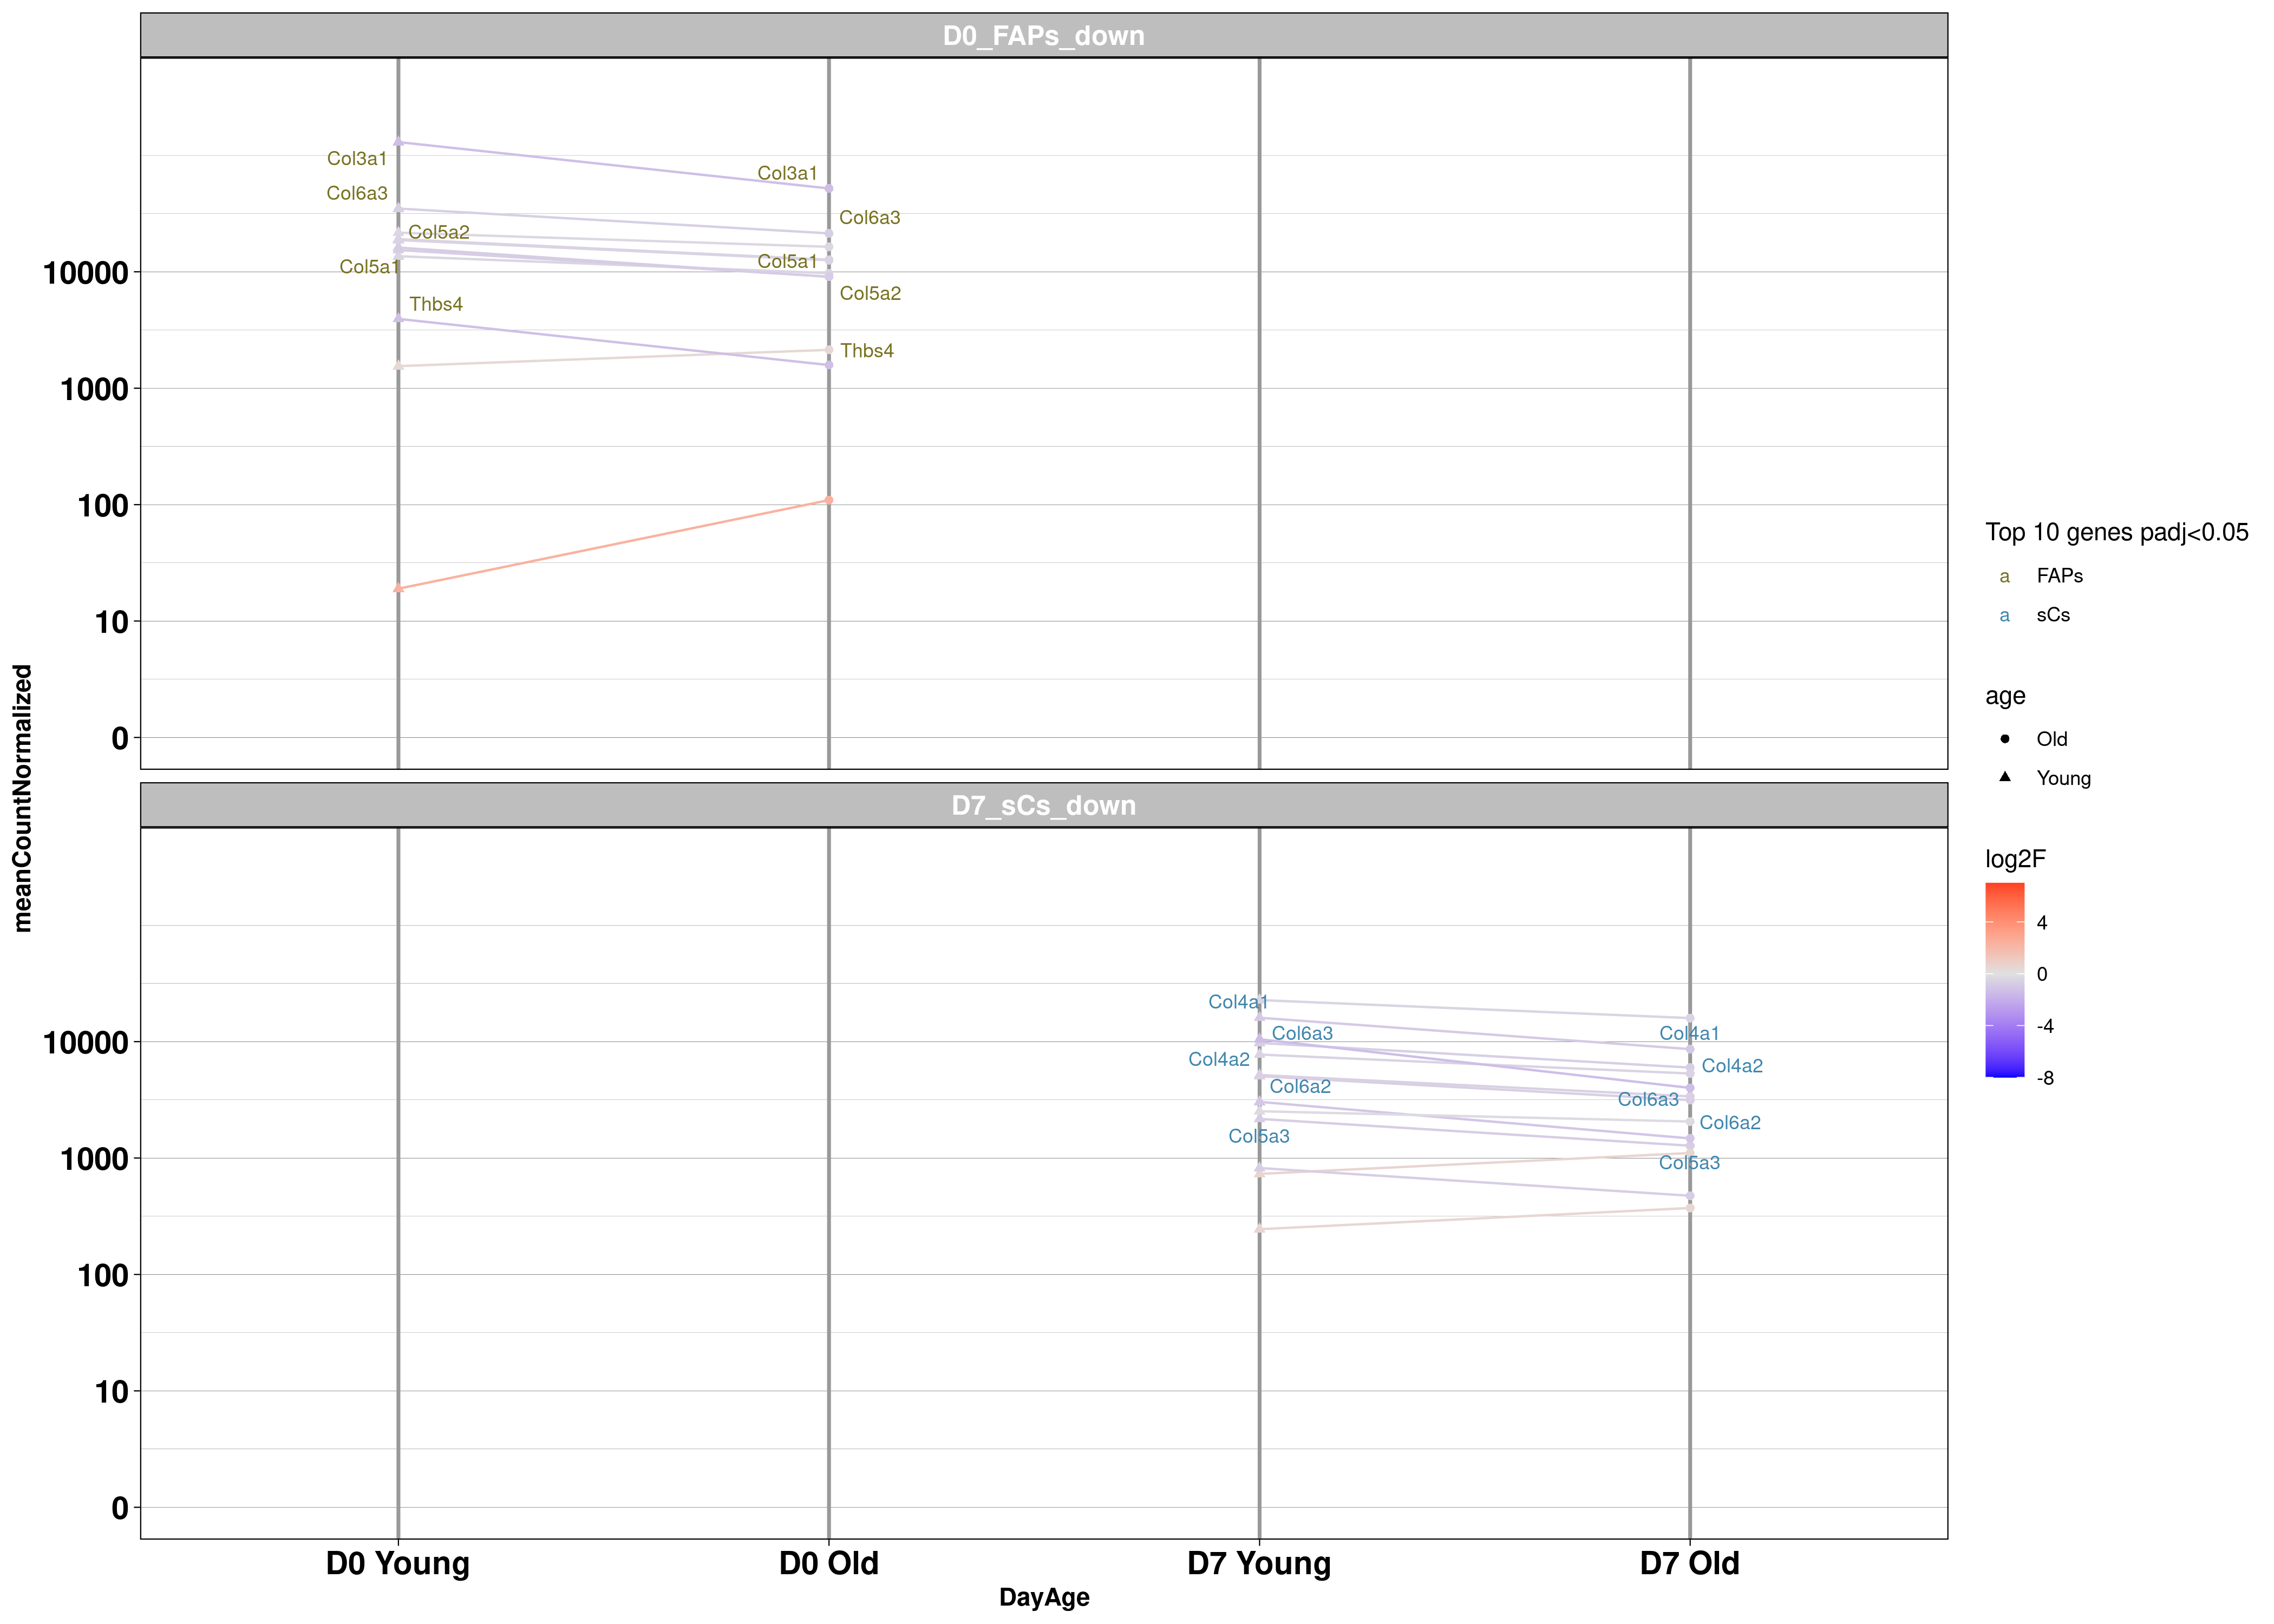 D0_FAPs_down
Col3a1
Col3a1
Col6a3
Col6a3
Col5a2
Col5a1
Col5a1
Col5a2
Thbs4
Thbs4
10000
1000
100
10
0
meanCountNormalized
D7_sCs_down
Col4a1
Col6a3
Col4a1
Col4a2
Col4a2
Col6a2
Col6a3
Col6a2
Col5a3
Col5a3
10000
1000
100
10
0
D0 Young
D0 Old
D7 Young
D7 Old
DayAge
Top 10 genes padj<0.05
a FAPs
a sCs
age
Old
Young
log2F
4
0
-4
-8